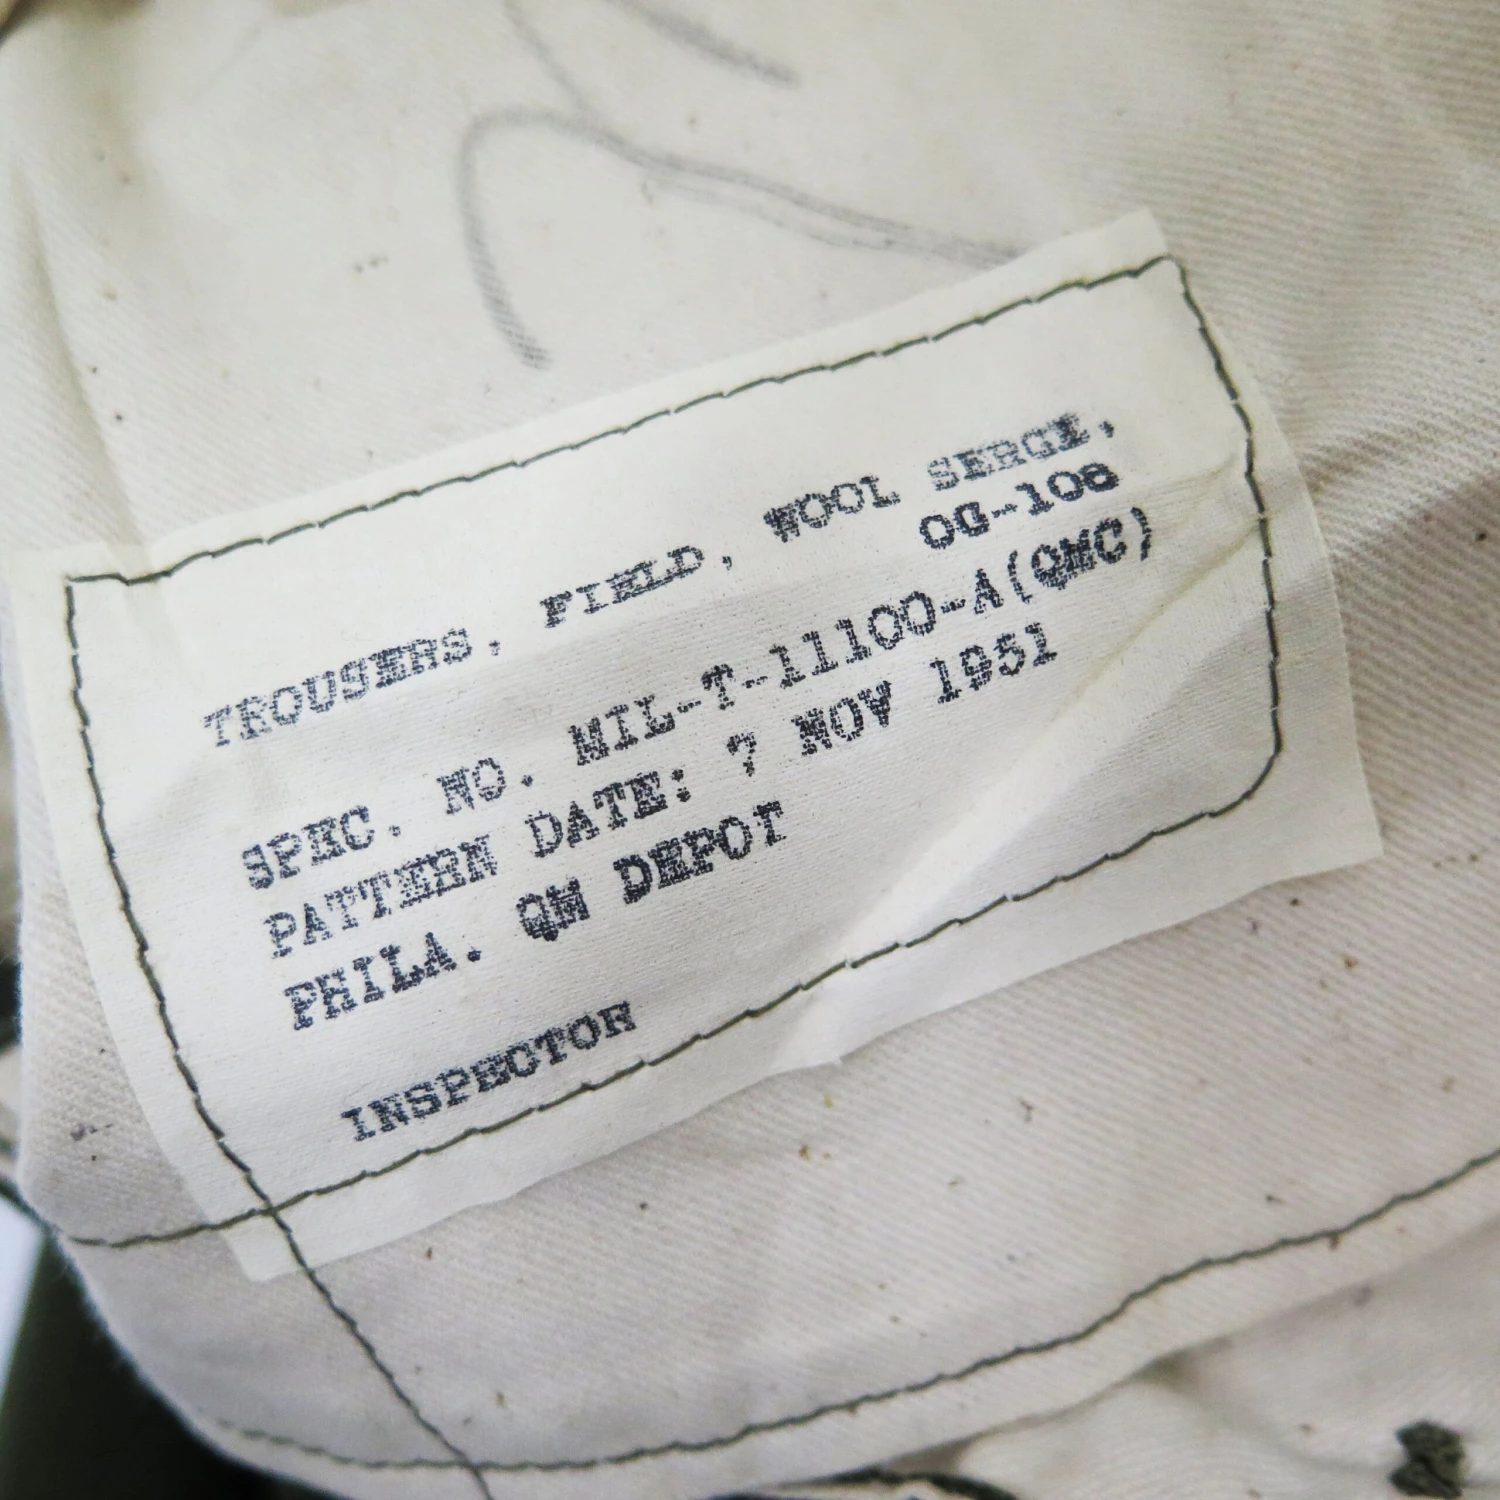 TROUSERS, FIELD, WOOL SERGE,
OG-108
SPEC. NO. MIL-T-11100-A(QMC)
PATTERN DATE: 7 NOV 1951
PHILA. QM DEPOT
INSPECTOR